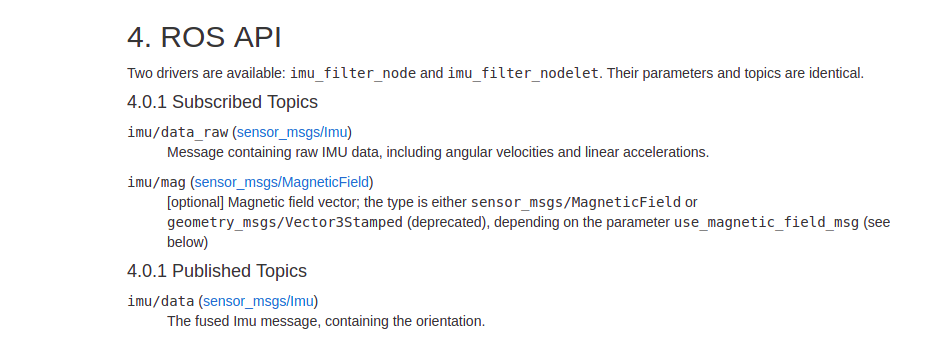 4. ROS API
Two drivers are available: imu_filter_node and imu_filter_nodelet. Their parameters and topics are identical.
4.0.1 Subscribed Topics
imu/data_raw (sensor_msgs/Imu)
Message containing raw IMU data, including angular velocities and linear accelerations.
imu/mag (sensor_msgs/MagneticField)
[optional] Magnetic field vector; the type is either sensor_msgs/MagneticField or
geometry_msgs/Vector3Stamped (deprecated), depending on the parameter use_magnetic_field_msg (see
below)
4.0.1 Published Topics
imu/data (sensor_msgs/Imu)
The fused Imu message, containing the orientation.